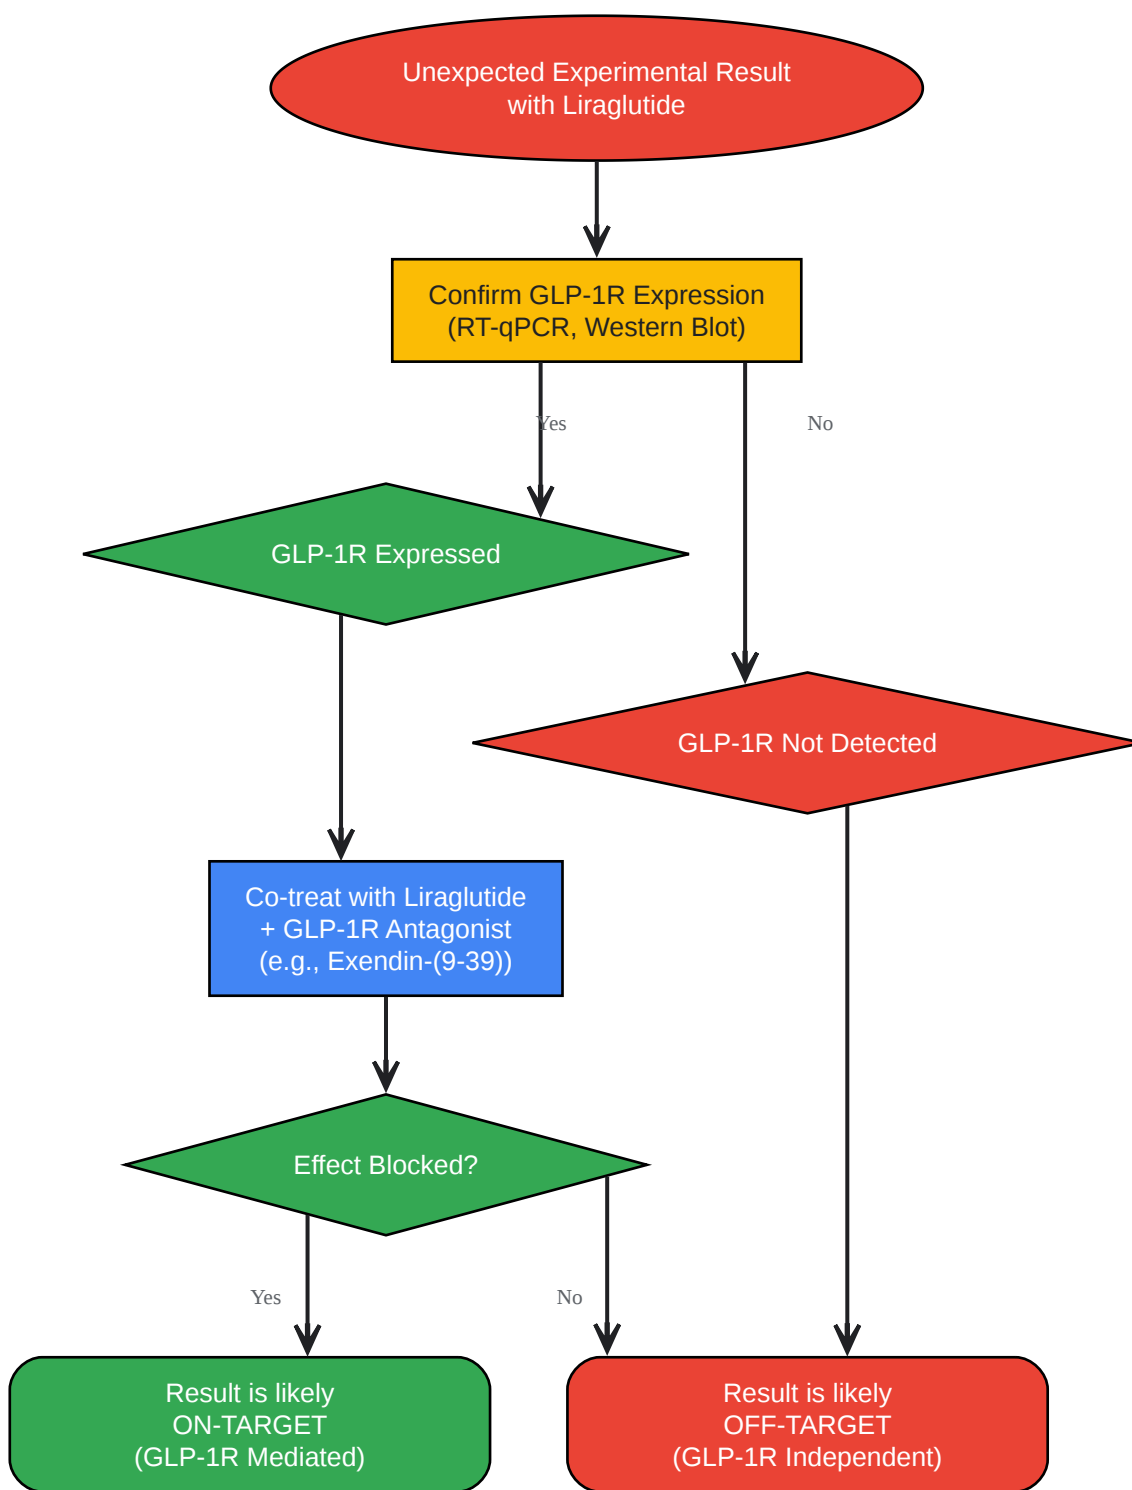 Unexpected Experimental Result
with Liraglutide
Confirm GLP-1R Expression
(RT-qPCR, Western Blot)
Yes
No
GLP-1R Expressed
GLP-1R Not Detected
Co-treat with Liraglutide
+ GLP-1R Antagonist
(e.g., Exendin-(9-39))
Effect Blocked?
Yes
No
Result is likely
ON-TARGET
(GLP-1R Mediated)
Result is likely
OFF-TARGET
(GLP-1R Independent)